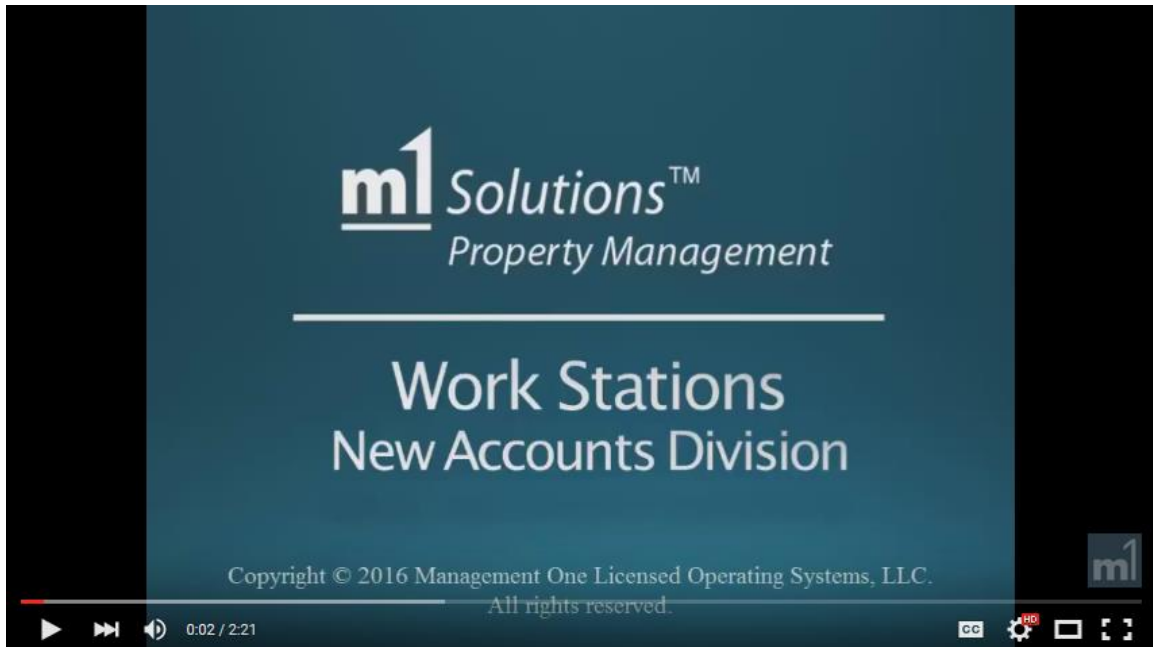 m1 Solutions™
Property Management
Work Stations
New Accounts Division
Copyright © 2016 Management One Licensed Operating Systems, LLC.
All rights reserved.
m1
0:02 / 2:21
CC
HD